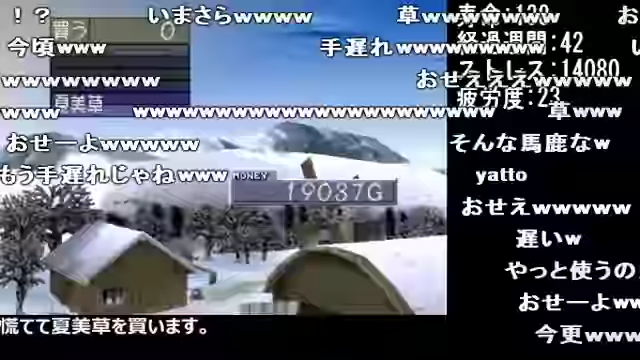 ！？
いまさらwwwww
草wwwwwww
お
買う 0
寿命:122
今頃www
手遅れwwwwwwwww
経過週間:42
wwwwwwww
おせえええwwwww
ストレス:14080
夏美草
疲労度:23
www
wwwwwwwwwwwwwwwwwwwwwwww
草www
おせーよwwwww
そんな馬鹿なw
もう手遅れじゃねwww
yatto
MONEY
19037G
おせえwwwww
遅いw
やっと使うの
おせーよww
慌てて夏美草を買います。
今更www